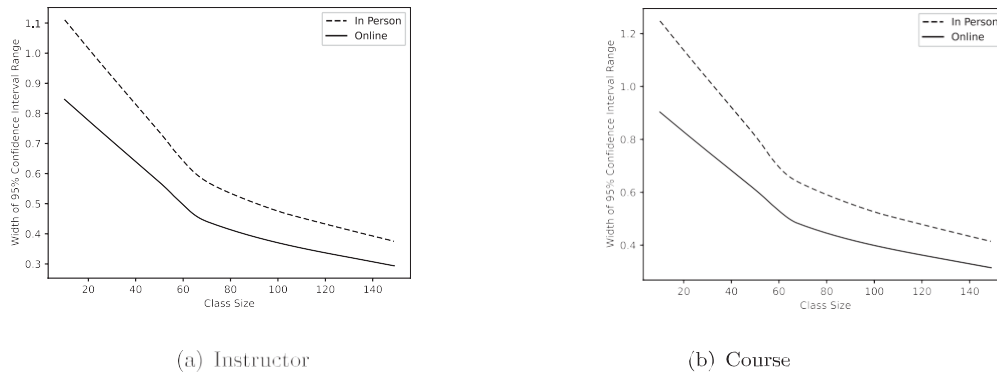 Width of 95% Confidence Interval Range
1.1
1.0
0.9
0.8
0.7
0.6
0.5
0.4
0.3
In Person
Online
20 40 60 80 100 120 140
Class Size
(a) Instructor
Width of 95% Confidence Interval Range
1.2
1.0
0.8
0.6
0.4
In Person
Online
20 40 60 80 100 120 140
Class Size
(b) Course